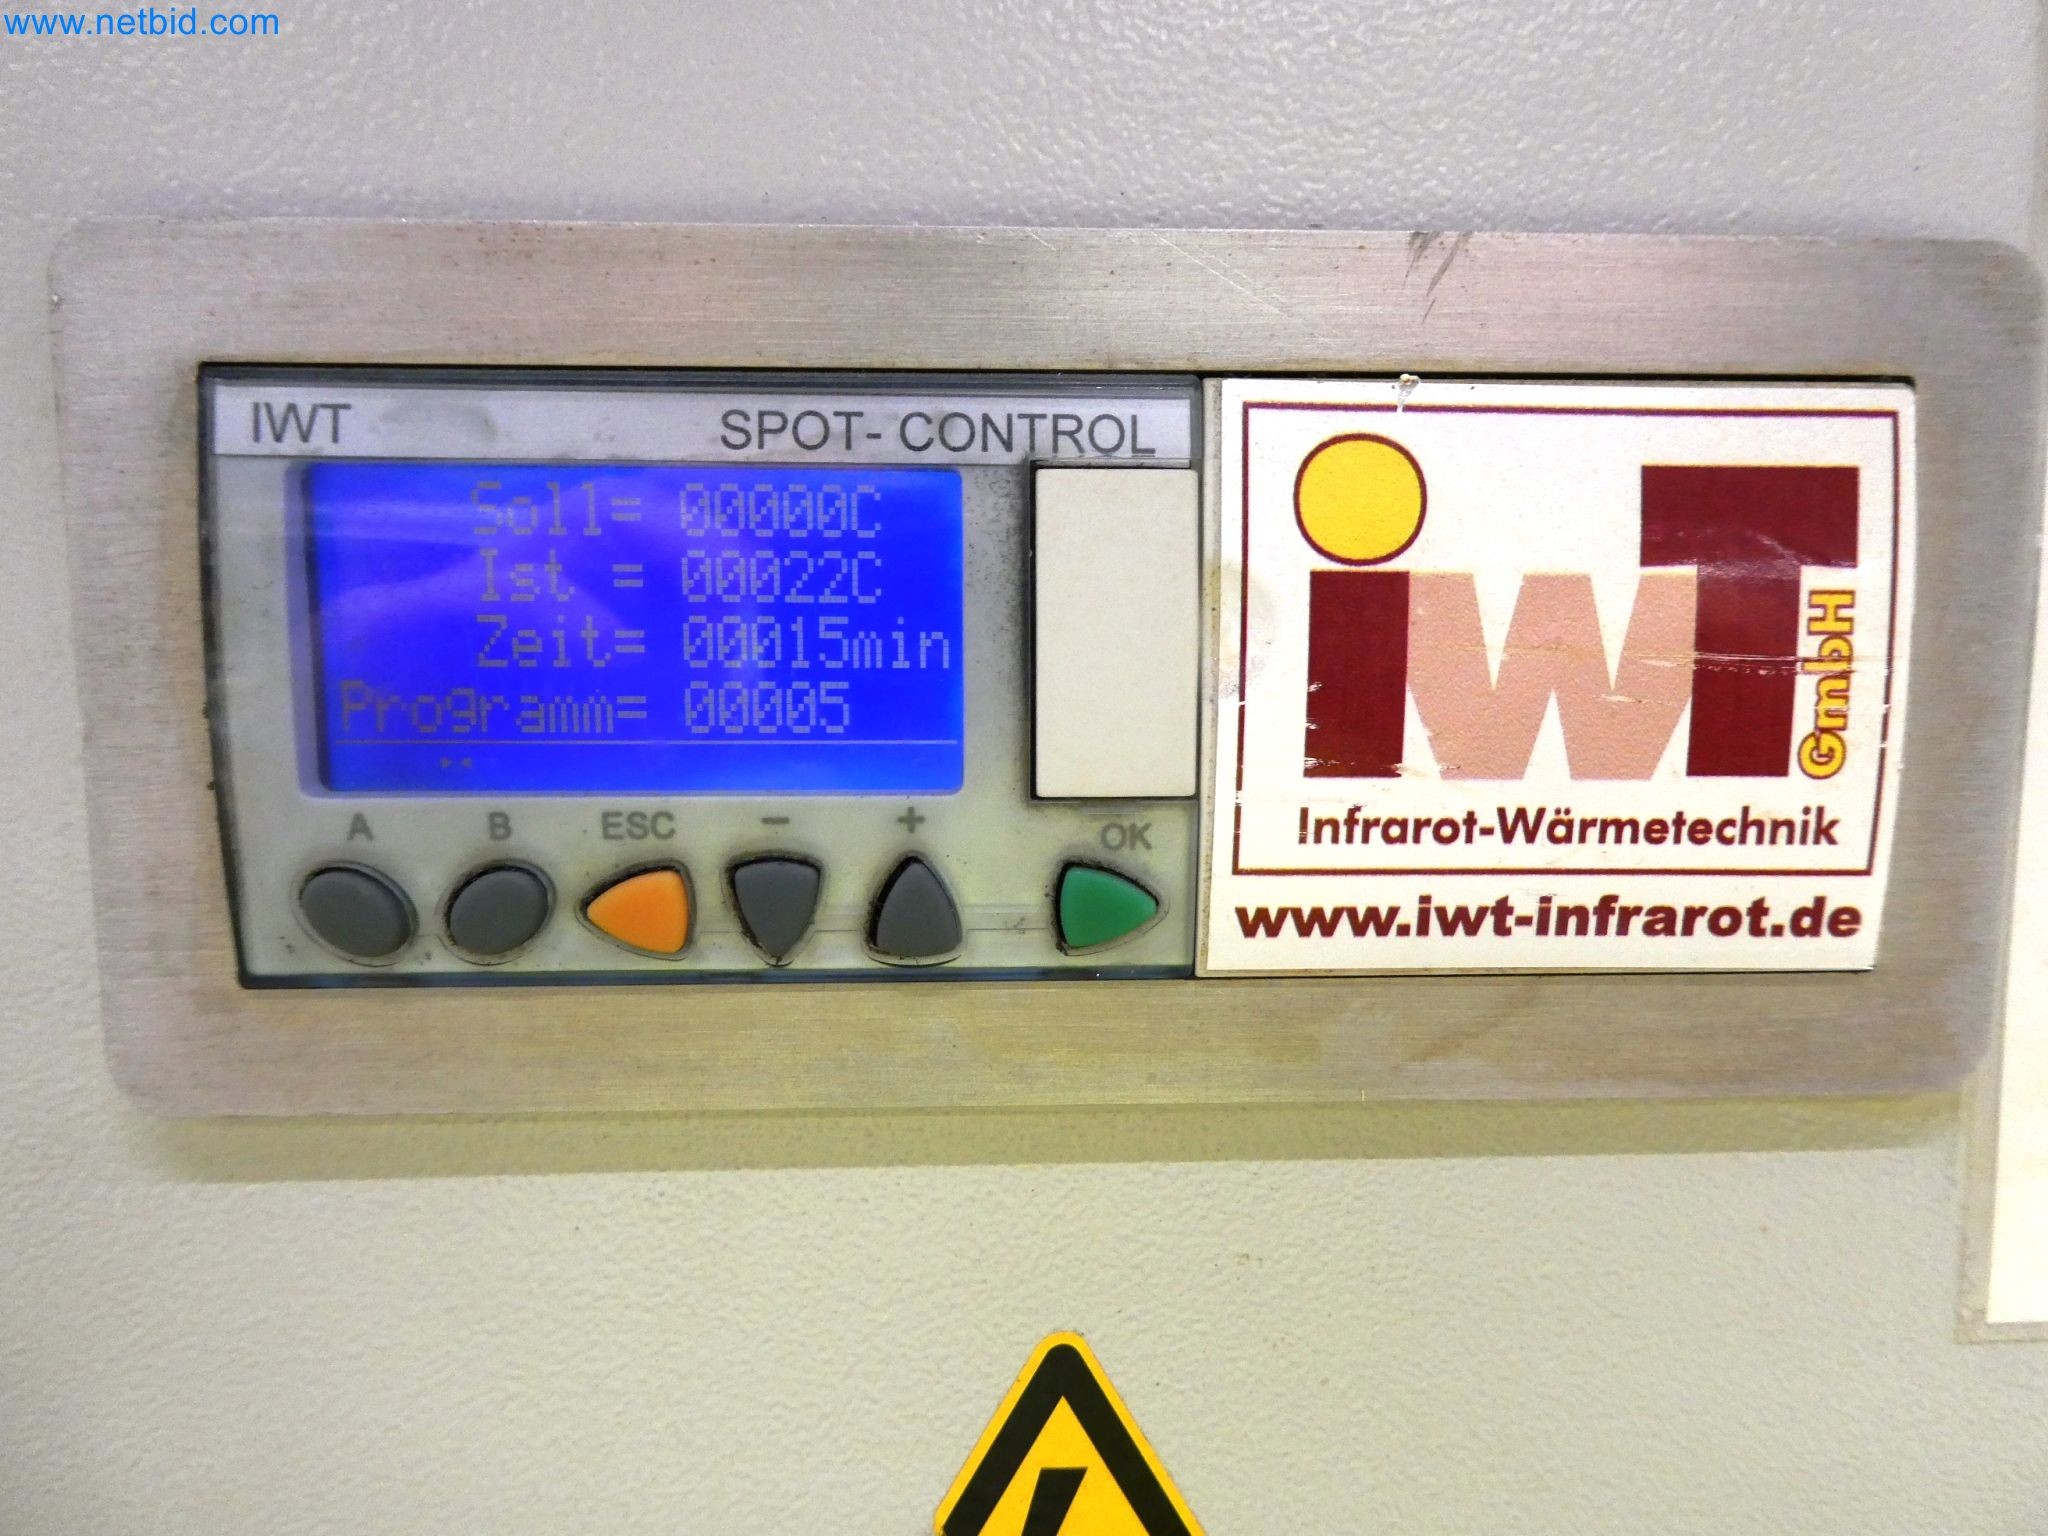 www.netbid.com
IWT SPOT- CONTROL
Soll= 00000C
Ist = 00022C
Zeit= 00015min
Programm= 00005
A B ESC - + OK
iWT GmbH
Infrarot-Wärmetechnik
www.iwt-infrarot.de